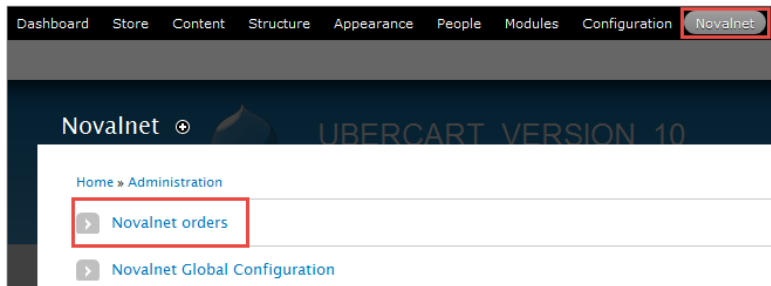 Dashboard Store Content Structure Appearance People Modules Configuration Novalnet
Novalnet
UBERCART VERSION 10
Home » Administration
Novalnet orders
Novalnet Global Configuration